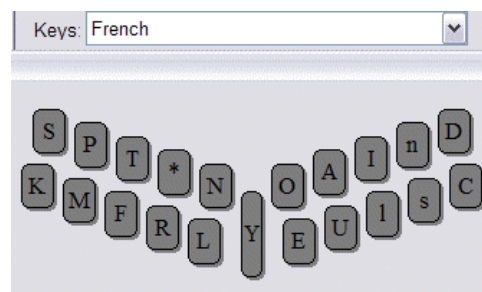 Keys: French
S P T * N O A I n D
K M F R L Y E U l s C